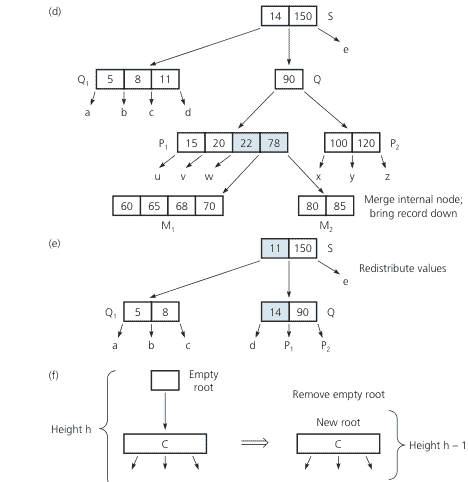 (d)
14 150 S
e
Q1 5 8 11
90 Q
a b c d
P1 15 20 22 78
100 120 P2
u v w
x y z
60 65 68 70
80 85
Merge internal node;
bring record down
M1
M2
(e)
11 150 S
Redistribute values
e
Q1 5 8
14 90 Q
a b c
d P1 P2
(f)
Empty
root
Remove empty root
New root
Height h
C
C
Height h – 1